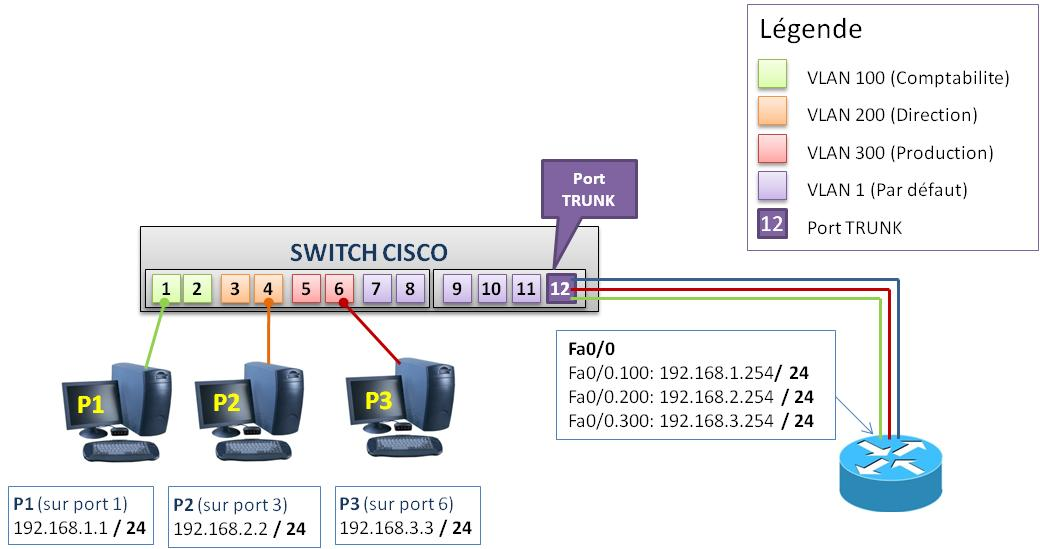 Légende
VLAN 100 (Comptabilite)
VLAN 200 (Direction)
VLAN 300 (Production)
VLAN 1 (Par défaut)
12 Port TRUNK
Port
TRUNK
SWITCH CISCO
1 2 3 4 5 6 7 8 9 10 11 12
Fa0/0
Fa0/0.100: 192.168.1.254/ 24
Fa0/0.200: 192.168.2.254 / 24
Fa0/0.300: 192.168.3.254 / 24
P1 P2 P3
P1 (sur port 1)
192.168.1.1 / 24
P2 (sur port 3)
192.168.2.2 / 24
P3 (sur port 6)
192.168.3.3 / 24